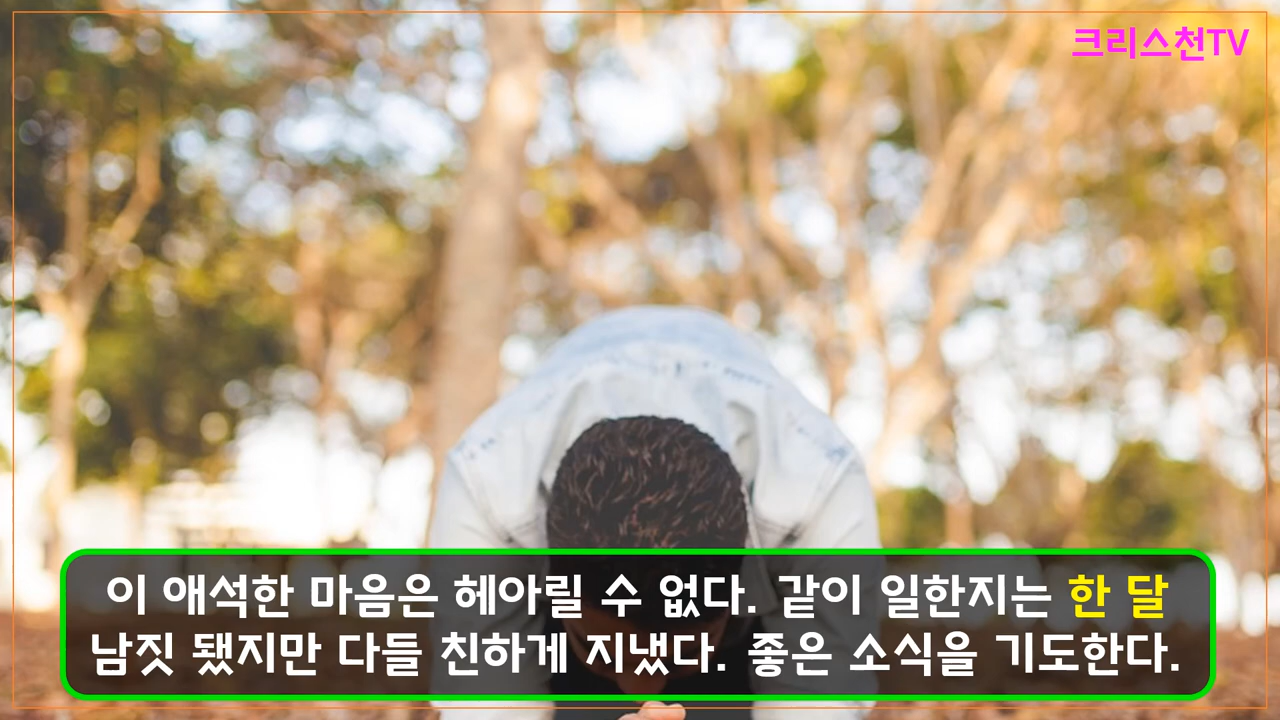 크리스천TV
이 애석한 마음은 헤아릴 수 없다. 같이 일한지는 한 달
남짓 됐지만 다들 친하게 지냈다. 좋은 소식을 기도한다.